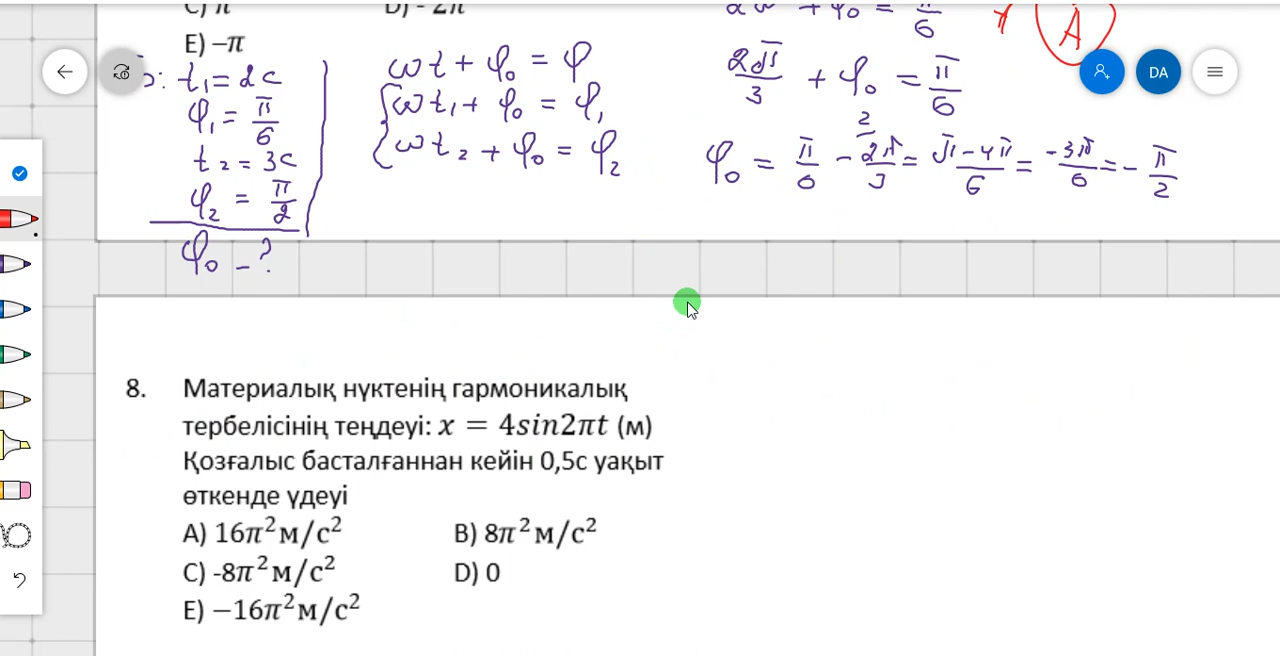 E) –π
t₁ = 2c
φ₁ = π/6
t₂ = 3c
φ₂ = π/2
φ₀ – ?
ωt + φ₀ = φ
ωt₁ + φ₀ = φ₁
ωt₂ + φ₀ = φ₂
A
2π/3 + φ₀ = π/6
φ₀ = π/6 - 2π/3 = π-4π/6 = -3π/6 = - π/2
DA
8. Материалық нүктенің гармоникалық
тербелісінің теңдеуі: x = 4sin2πt (м)
Қозғалыс басталғаннан кейін 0,5с уақыт
өткенде үдеуі
A) 16π²м/с² B) 8π²м/с²
C) -8π²м/с² D) 0
E) −16π²м/с²